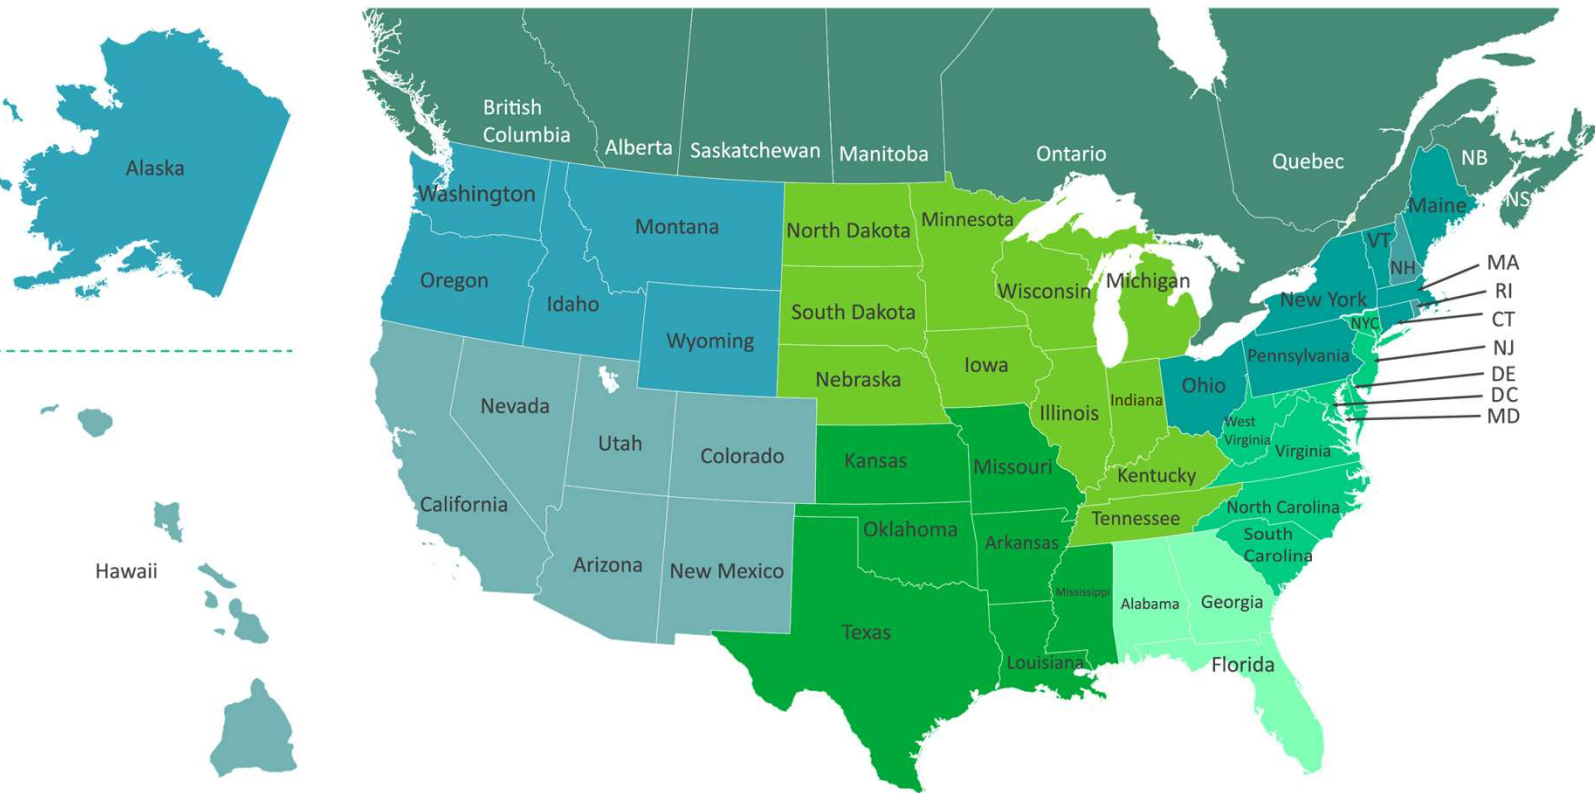 Alaska
British
Columbia
Alberta
Saskatchewan
Manitoba
Ontario
Quebec
NB
NS
Washington
Montana
North Dakota
Minnesota
Maine
VT
NH
MA
Oregon
Idaho
South Dakota
Wisconsin
Michigan
New York
RI
Wyoming
NYC
CT
Nebraska
Iowa
Pennsylvania
NJ
Nevada
Illinois
Indiana
Ohio
DE
DC
MD
Utah
Colorado
Kansas
Missouri
West
Virginia
Virginia
Kentucky
California
Oklahoma
Tennessee
North Carolina
Arizona
New Mexico
Arkansas
South
Carolina
Hawaii
Mississippi
Alabama
Georgia
Texas
Louisiana
Florida